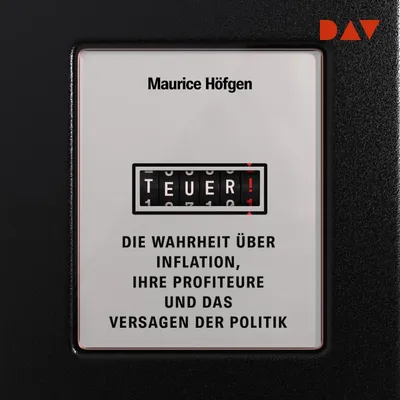 DAV
Maurice Höfgen
TEUER!
DIE WAHRHEIT ÜBER
INFLATION,
IHRE PROFITEURE
UND DAS
VERSAGEN DER POLITIK